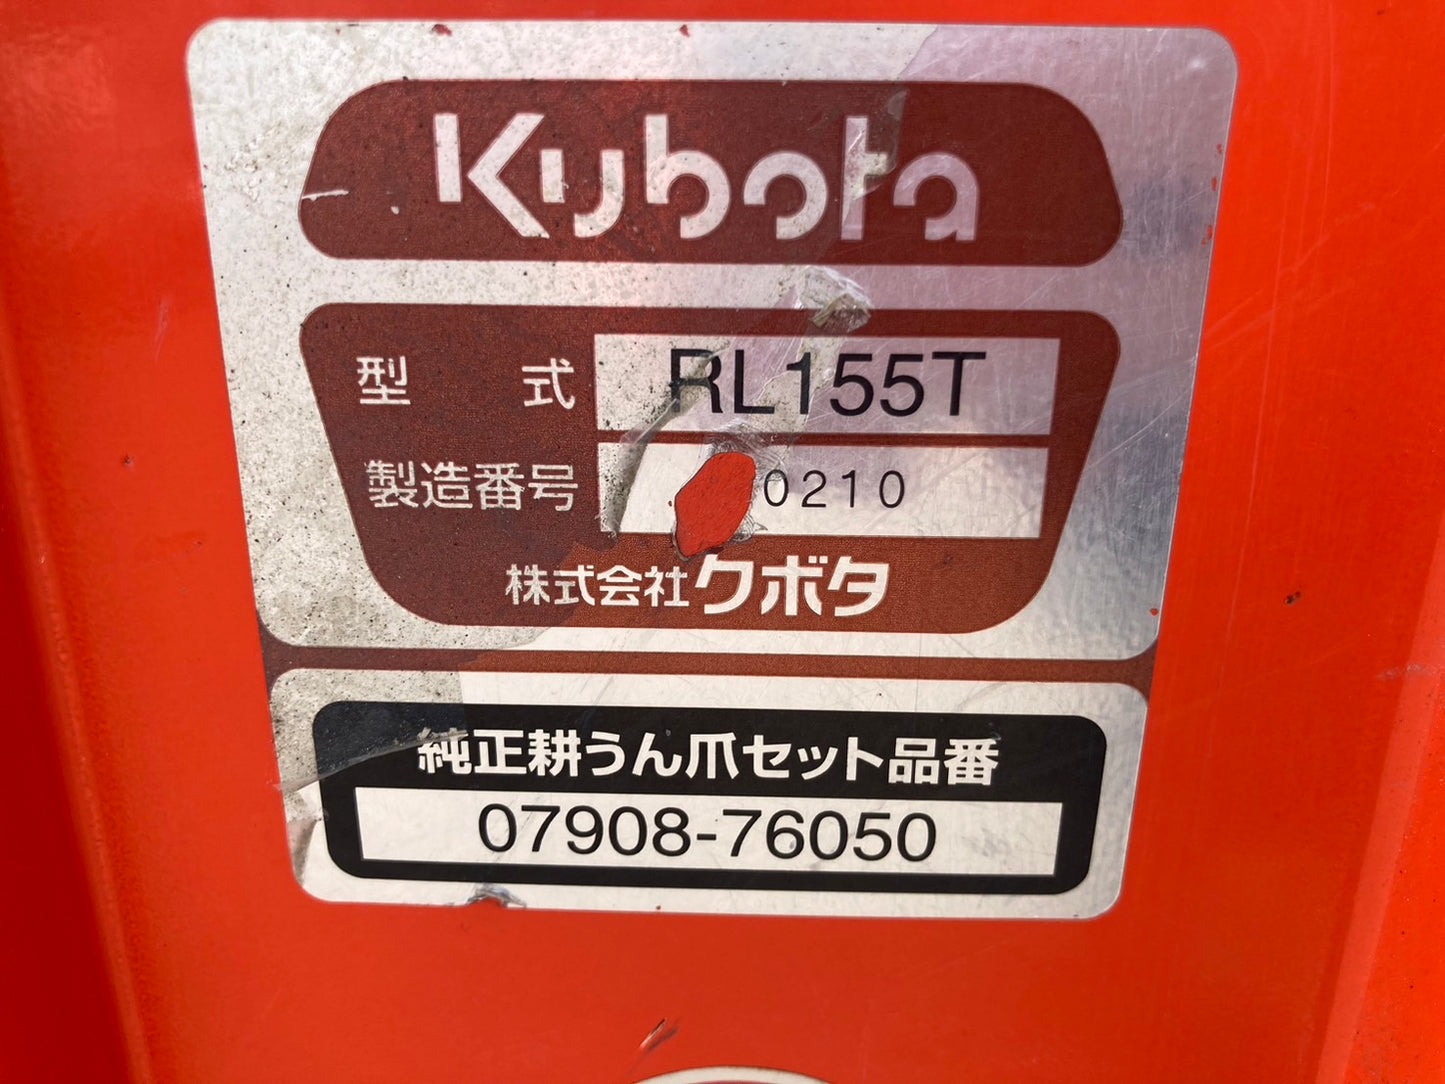 Kubota
型式 RL155T
製造番号 0210
株式会社クボタ
純正耕うん爪セット品番
07908-76050